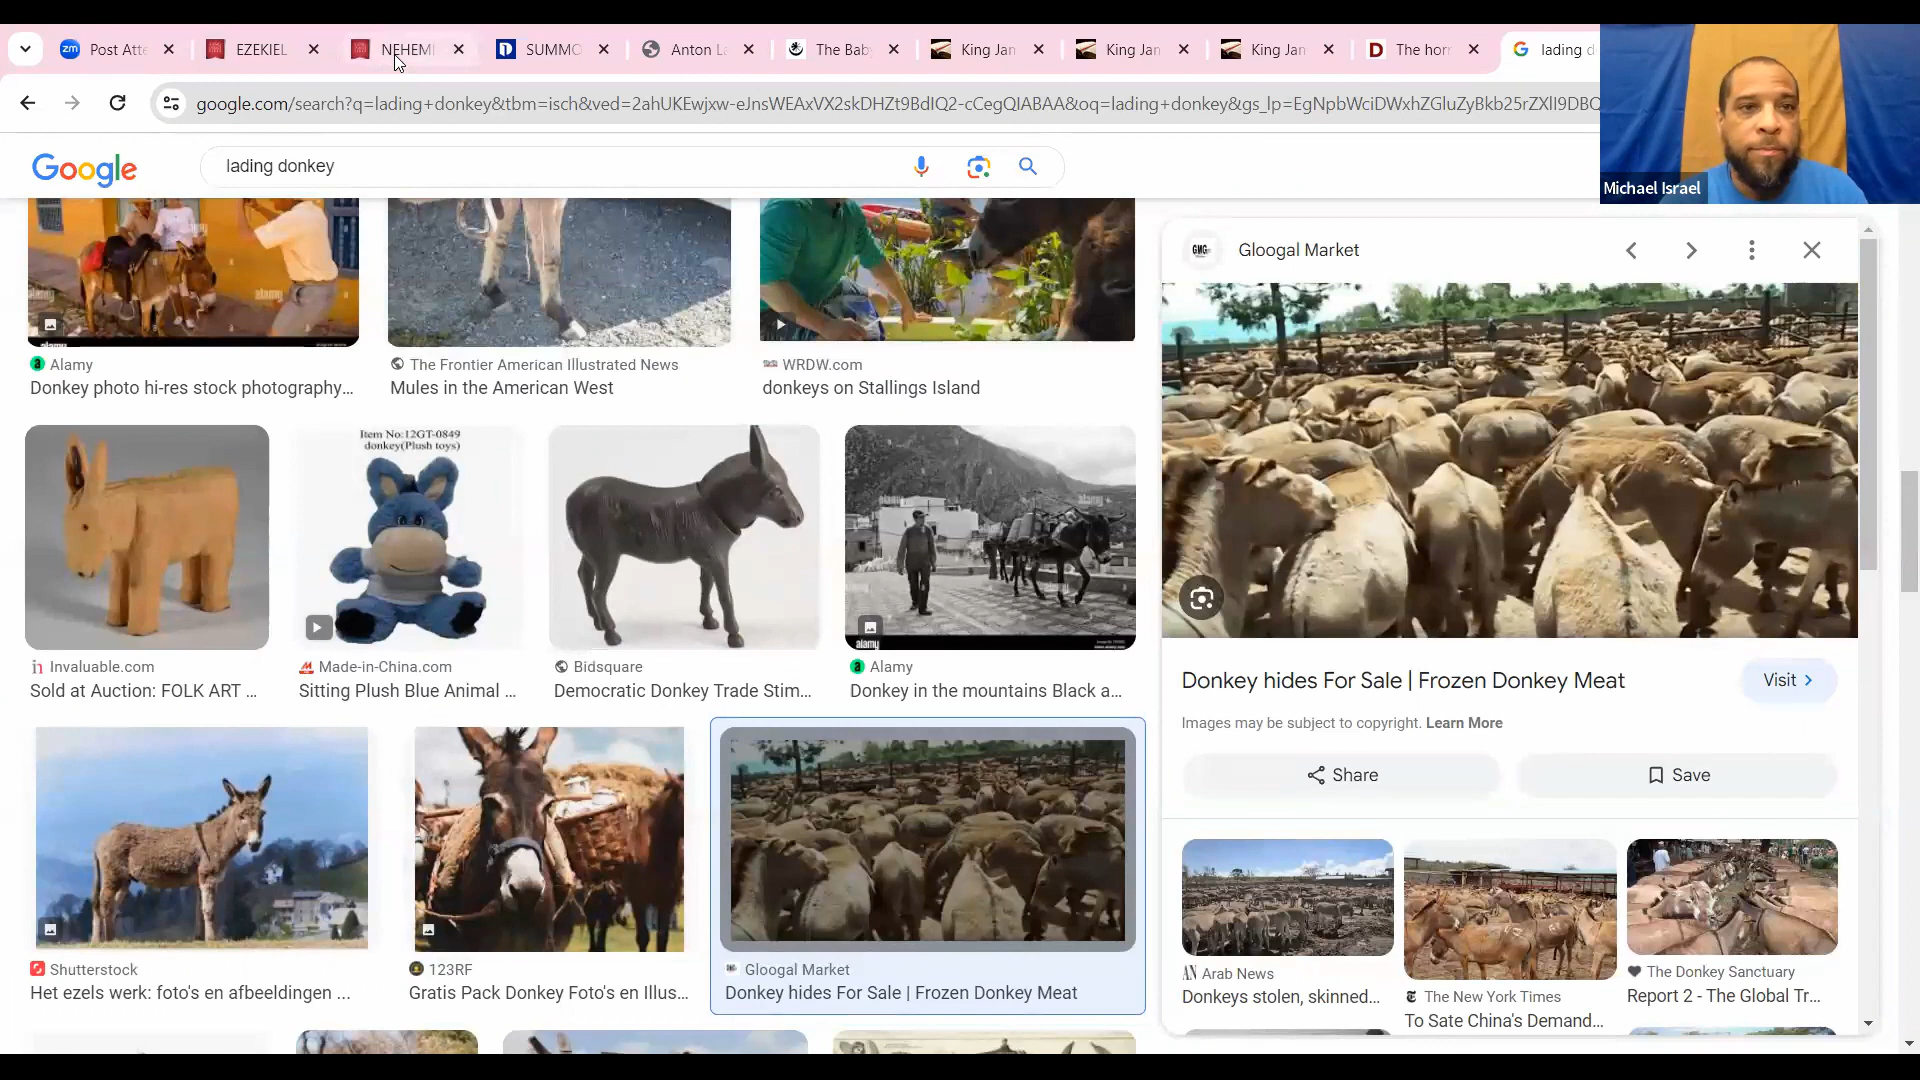 zm Post Atte
EZEKIEL
NEHEMI
SUMMO
Anton La
The Bab
King Jan
King Jan
King Jan
D The horn
lading d
google.com/search?q=lading+donkey&tbm=isch&ved=2ahUKEwjxw-eJnsWEAxVX2skDHZt9BdIQ2-cCegQIABAA&oq=lading+donkey&gs_lp=EgNpbWciDWxhZGluZyBkb25rZXlI9DBQ
Michael Israel
Google
lading donkey
Alamy
Donkey photo hi-res stock photography...
The Frontier American Illustrated News
Mules in the American West
WRDW.com
donkeys on Stallings Island
Item No:12GT-0849
donkey(Plush toys)
Invaluable.com
Sold at Auction: FOLK ART ...
Made-in-China.com
Sitting Plush Blue Animal ...
Bidsquare
Democratic Donkey Trade Stim...
alamy
Alamy
Donkey in the mountains Black a...
Shutterstock
Het ezels werk: foto's en afbeeldingen ...
123RF
Gratis Pack Donkey Foto's en Illus...
Gloogal Market
Donkey hides For Sale | Frozen Donkey Meat
GMG
Gloogal Market
Donkey hides For Sale | Frozen Donkey Meat
Visit
Images may be subject to copyright. Learn More
Share
Save
AN Arab News
Donkeys stolen, skinned...
The New York Times
To Sate China's Demand...
The Donkey Sanctuary
Report 2 - The Global Tr...